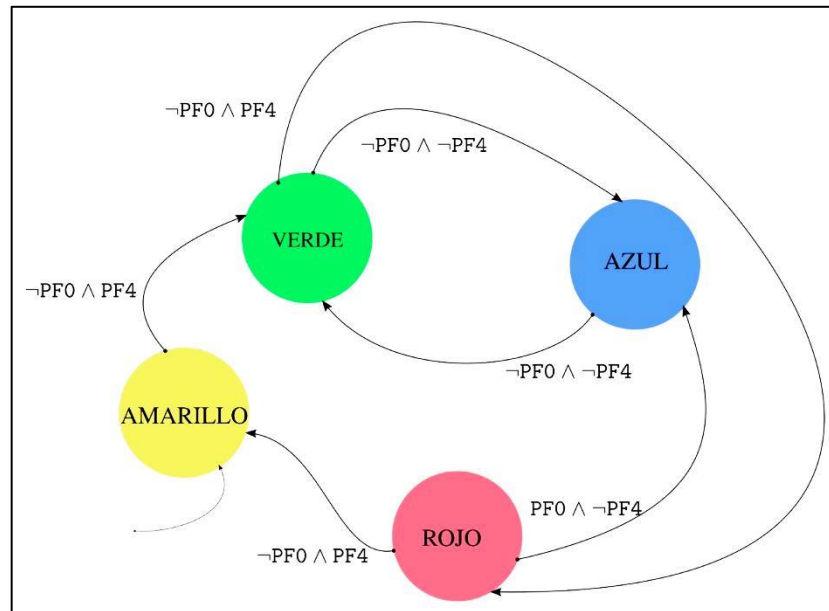 ¬PF0 ∧ PF4
¬PF0 ∧ ¬PF4
VERDE
AZUL
¬PF0 ∧ PF4
¬PF0 ∧ ¬PF4
AMARILLO
PF0 ∧ ¬PF4
ROJO
¬PF0 ∧ PF4